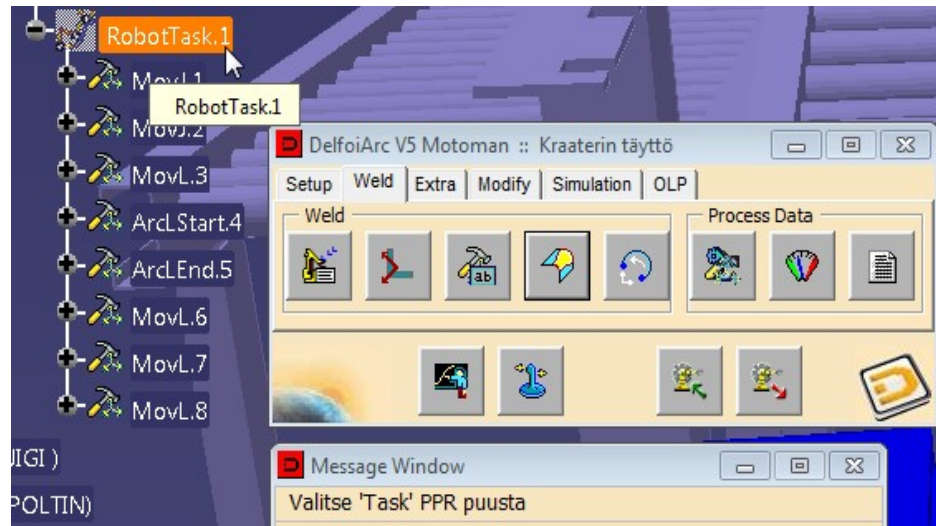 RobotTask.1
MovL.1
RobotTask.1
MovJ.2
MovL.3
ArcLStart.4
ArcLEnd.5
MovL.6
MovL.7
MovL.8
JIGI )
POLTIN)
DelfoiArc V5 Motoman :: Kraaterin täyttö
Setup Weld Extra Modify Simulation OLP
Weld Process Data
ab
Message Window
Valitse 'Task' PPR puusta